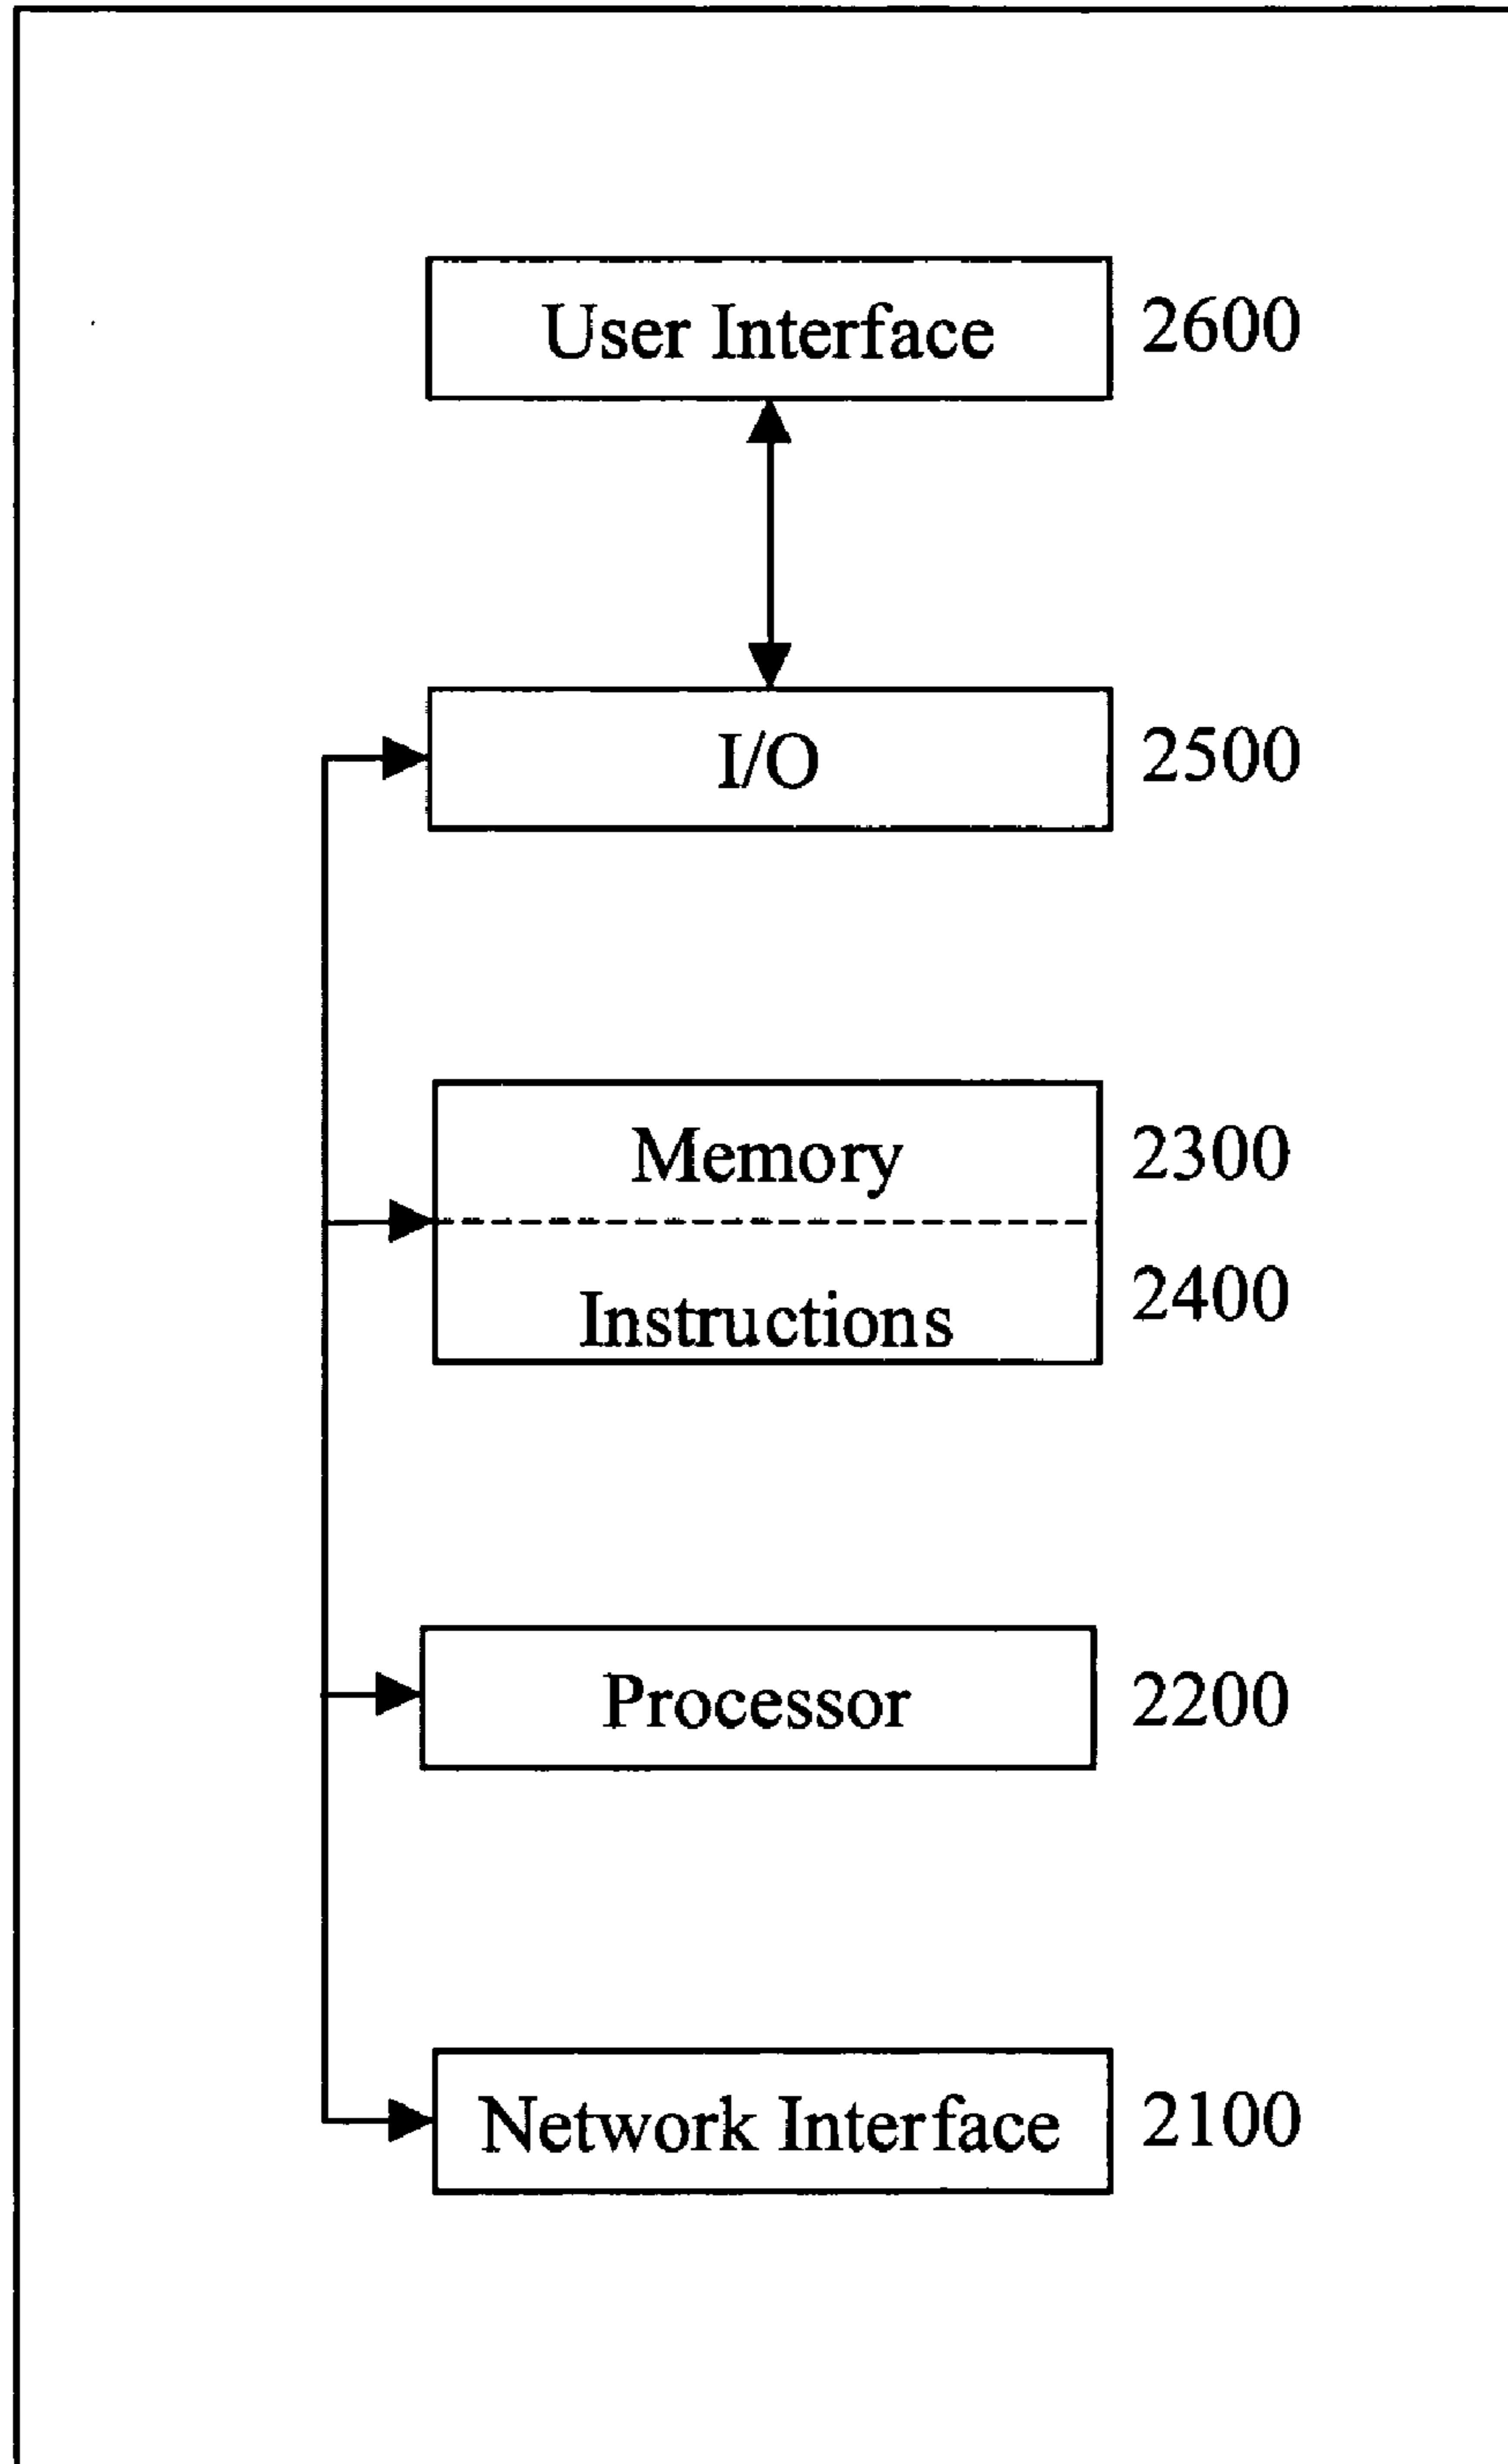 User Interface 2600
I/O 2500
Memory 2300
Instructions 2400
Processor 2200
Network Interface 2100